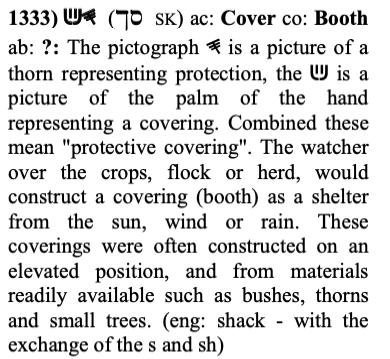 1333) (סך SK) ac: Cover co: Booth
ab: ?: The pictograph is a picture of a
thorn representing protection, the is a
picture of the palm of the hand
representing a covering. Combined these
mean "protective covering". The watcher
over the crops, flock or herd, would
construct a covering (booth) as a shelter
from the sun, wind or rain. These
coverings were often constructed on an
elevated position, and from materials
readily available such as bushes, thorns
and small trees. (eng: shack - with the
exchange of the s and sh)